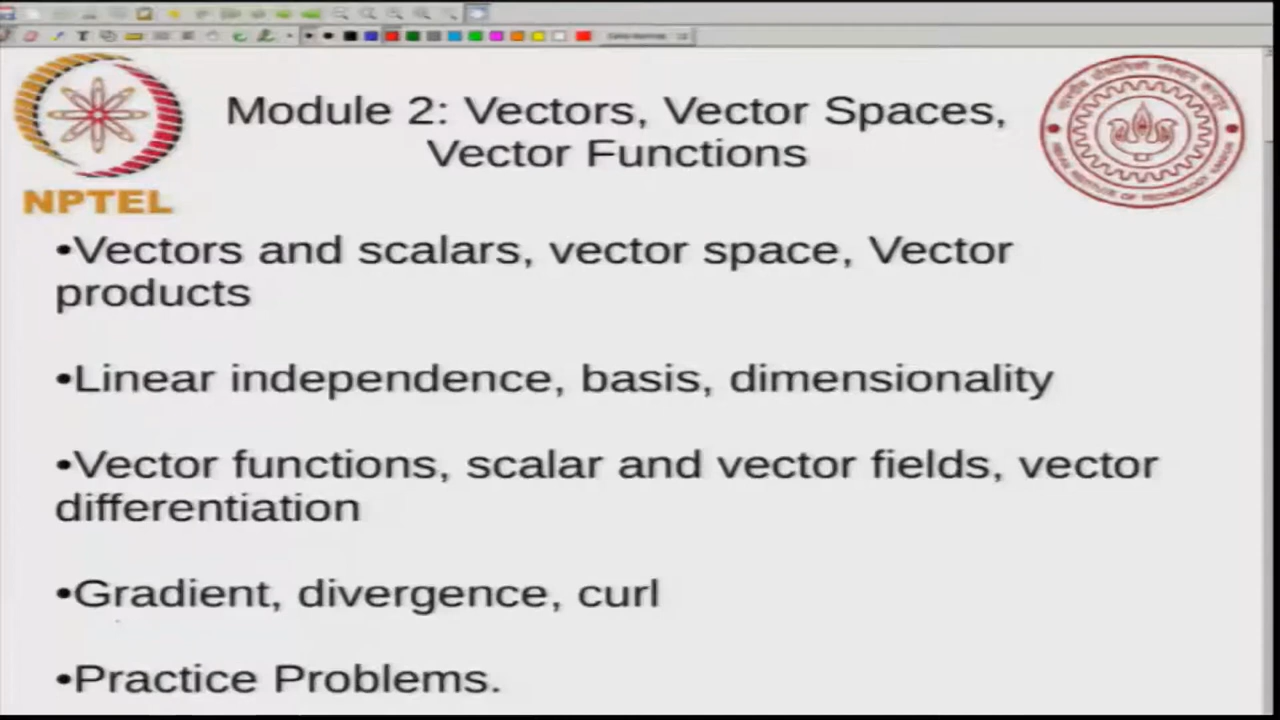 Module 2: Vectors, Vector Spaces,
Vector Functions
NPTEL
•Vectors and scalars, vector space, Vector
products
•Linear independence, basis, dimensionality
•Vector functions, scalar and vector fields, vector
differentiation
•Gradient, divergence, curl
•Practice Problems.